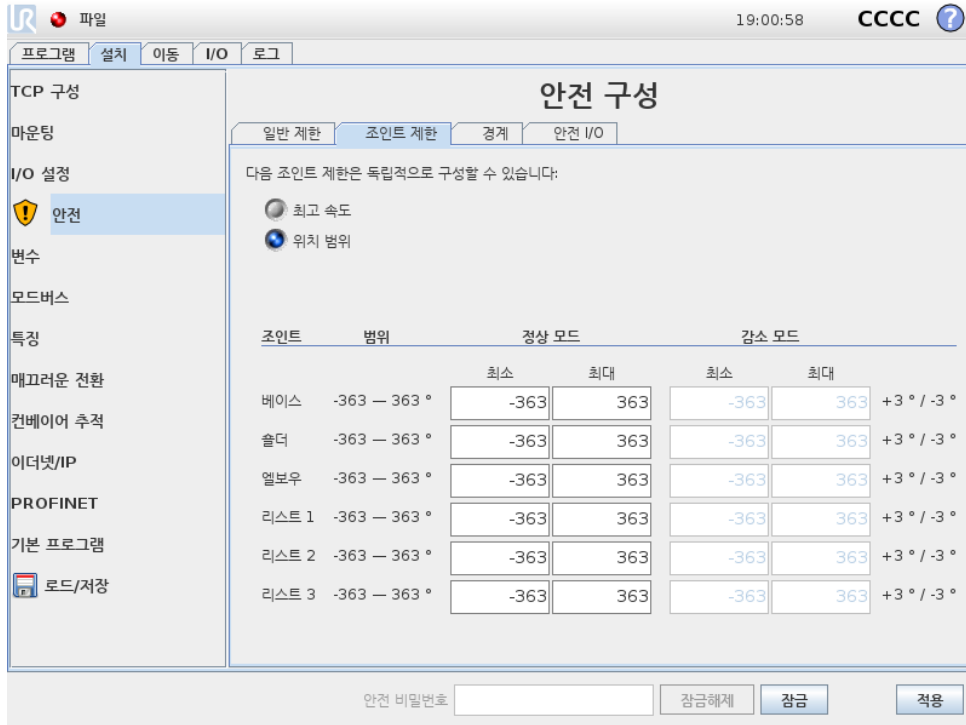 UR 파일 19:00:58 CCCC ?
프로그램 설치 이동 I/O 로그
TCP 구성
마운팅
I/O 설정
안전
변수
모드버스
특징
매끄러운 전환
컨베이어 추적
이더넷/IP
PROFINET
기본 프로그램
로드/저장
안전 구성
일반 제한 조인트 제한 경계 안전 I/O
다음 조인트 제한은 독립적으로 구성할 수 있습니다:
최고 속도
위치 범위
조인트 범위 정상 모드 감소 모드
최소 최대 최소 최대
베이스 -363 — 363 ° -363 363 -363 363 +3 ° / -3 °
숄더 -363 — 363 ° -363 363 -363 363 +3 ° / -3 °
엘보우 -363 — 363 ° -363 363 -363 363 +3 ° / -3 °
리스트 1 -363 — 363 ° -363 363 -363 363 +3 ° / -3 °
리스트 2 -363 — 363 ° -363 363 -363 363 +3 ° / -3 °
리스트 3 -363 — 363 ° -363 363 -363 363 +3 ° / -3 °
안전 비밀번호 잠금해제 잠금 적용